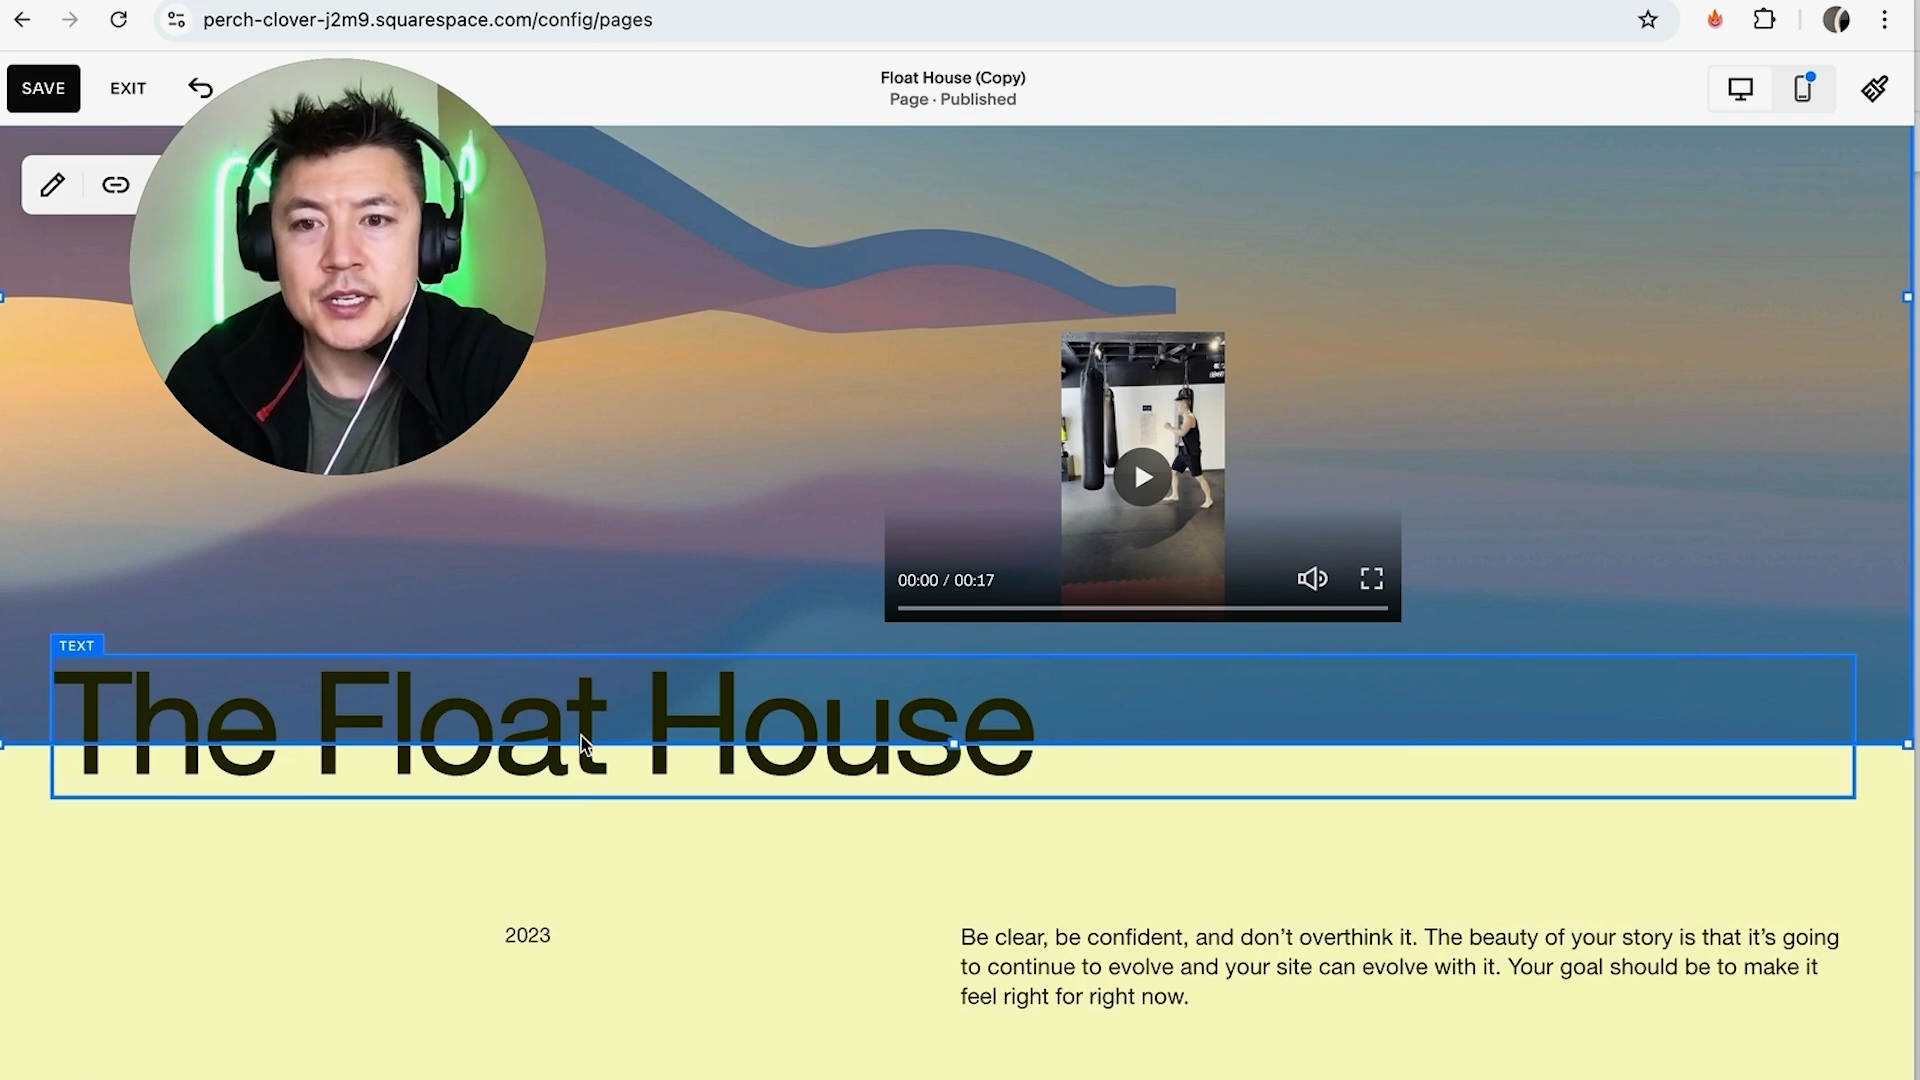 perch-clover-j2m9.squarespace.com/config/pages
SAVE
EXIT
Float House (Copy)
Page · Published
00:00 / 00:17
TEXT
The Float House
2023
Be clear, be confident, and don’t overthink it. The beauty of your story is that it’s going
to continue to evolve and your site can evolve with it. Your goal should be to make it
feel right for right now.